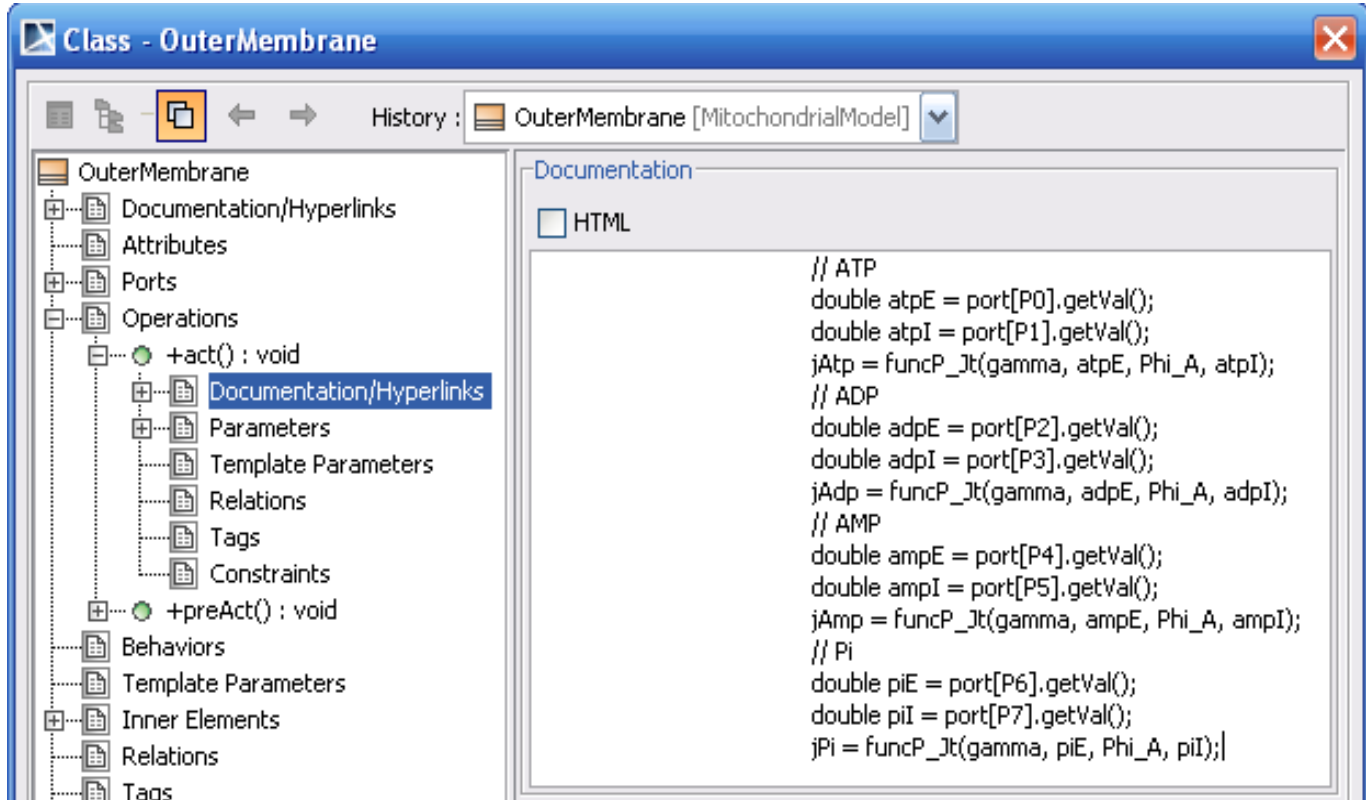 Class - OuterMembrane
History : OuterMembrane [MitochondrialModel]
OuterMembrane
Documentation/Hyperlinks
Attributes
Ports
Operations
+act() : void
Documentation/Hyperlinks
Parameters
Template Parameters
Relations
Tags
Constraints
+preAct() : void
Behaviors
Template Parameters
Inner Elements
Relations
Tags
Documentation
HTML
// ATP
double atpE = port[P0].getVal();
double atpI = port[P1].getVal();
jAtp = funcP_Jt(gamma, atpE, Phi_A, atpI);
// ADP
double adpE = port[P2].getVal();
double adpI = port[P3].getVal();
jAdp = funcP_Jt(gamma, adpE, Phi_A, adpI);
// AMP
double ampE = port[P4].getVal();
double ampI = port[P5].getVal();
jAmp = funcP_Jt(gamma, ampE, Phi_A, ampI);
// Pi
double piE = port[P6].getVal();
double piI = port[P7].getVal();
jPi = funcP_Jt(gamma, piE, Phi_A, piI);